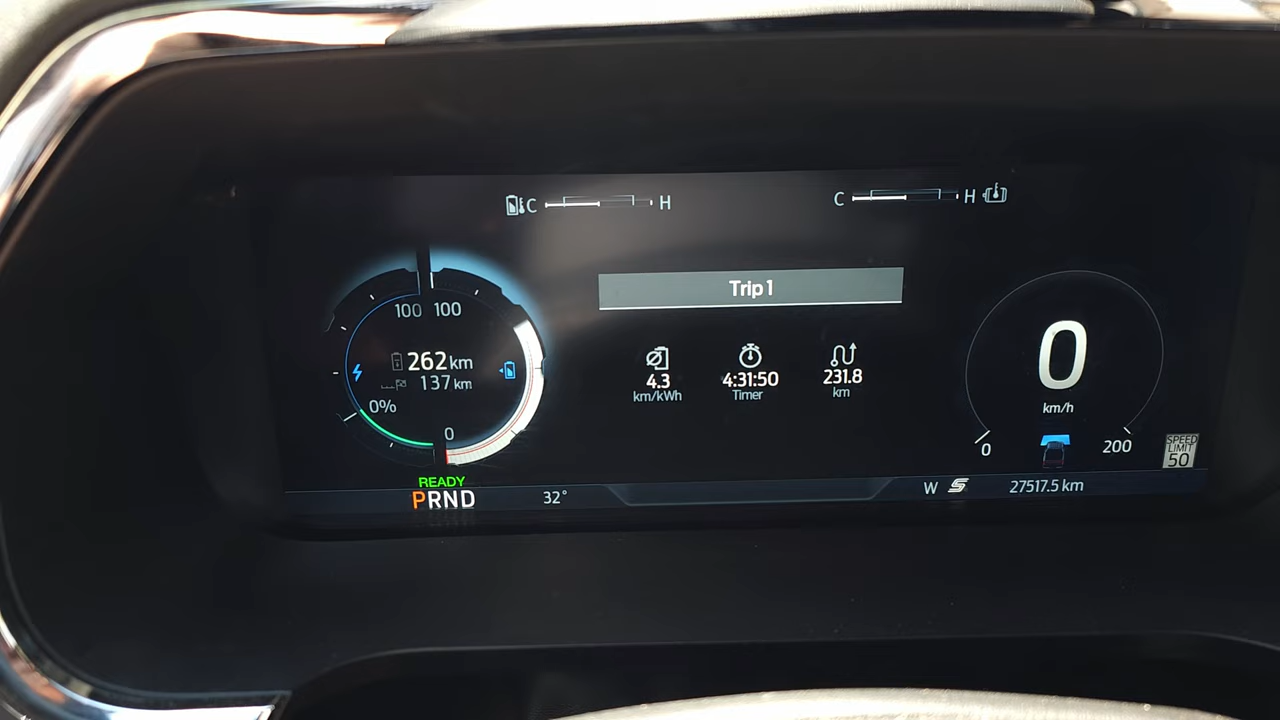 C H
C H
Trip 1
100 100
262 km
137 km
0%
0
4.3
km/kWh
4:31:50
Timer
231.8
km
0
km/h
0
200
SPEED
LIMIT
50
READY
PRND
32°
W
27517.5 km